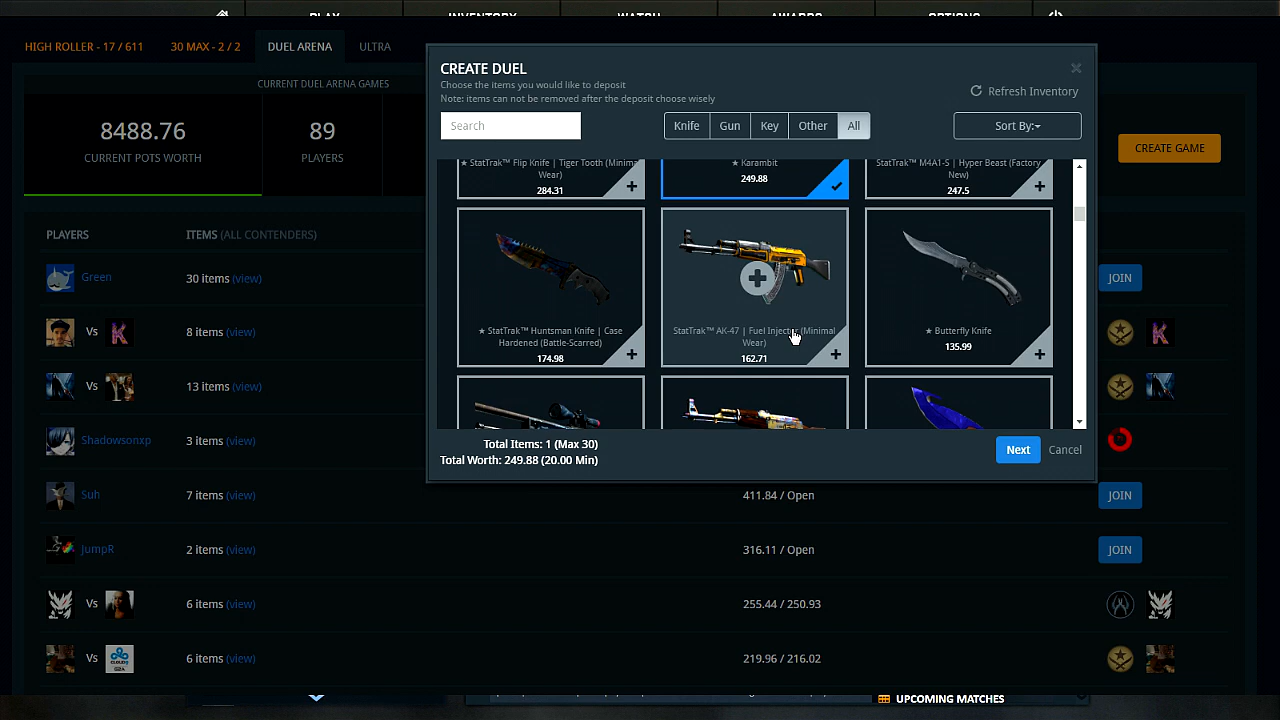 PLAY
INVENTORY
WATCH
AWARDS
OPTIONS
HIGH ROLLER - 17 / 611
30 MAX - 2 / 2
DUEL ARENA
ULTRA
CURRENT DUEL ARENA GAMES
8488.76
CURRENT POTS WORTH
89
PLAYERS
CREATE GAME
CREATE DUEL
Choose the items you would like to deposit
Note: items can not be removed after the deposit choose wisely
Refresh Inventory
Search
Knife
Gun
Key
Other
All
Sort By:
★ StatTrak™ Flip Knife | Tiger Tooth (Minimal
Wear)
284.31
★ Karambit
249.88
StatTrak™ M4A1-S | Hyper Beast (Factory
New)
247.5
★ StatTrak™ Huntsman Knife | Case
Hardened (Battle-Scarred)
174.98
StatTrak™ AK-47 | Fuel Injector (Minimal
Wear)
162.71
★ Butterfly Knife
135.99
Total Items: 1 (Max 30)
Total Worth: 249.88 (20.00 Min)
Next
Cancel
PLAYERS
ITEMS (ALL CONTENDERS)
Green
30 items (view)
JOIN
Vs
K
8 items (view)
K
Vs
13 items (view)
Shadowsonxp
3 items (view)
Suh
7 items (view)
411.84 / Open
JOIN
JumpR
2 items (view)
316.11 / Open
JOIN
Vs
6 items (view)
255.44 / 250.93
Vs
6 items (view)
219.96 / 216.02
UPCOMING MATCHES